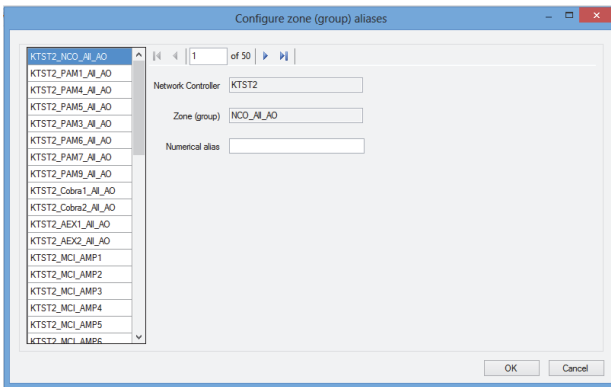 Configure zone (group) aliases
KTST2_NCO_All_AO
KTST2_PAM1_All_AO
KTST2_PAM4_All_AO
KTST2_PAM5_All_AO
KTST2_PAM3_All_AO
KTST2_PAM6_All_AO
KTST2_PAM7_All_AO
KTST2_PAM9_All_AO
KTST2_Cobra1_All_AO
KTST2_Cobra2_All_AO
KTST2_AEX1_All_AO
KTST2_AEX2_All_AO
KTST2_MCI_AMP1
KTST2_MCI_AMP2
KTST2_MCI_AMP3
KTST2_MCI_AMP4
KTST2_MCI_AMP5
KTST2_MCI_AMP6
1 of 50
Network Controller KTST2
Zone (group) NCO_All_AO
Numerical alias
OK Cancel